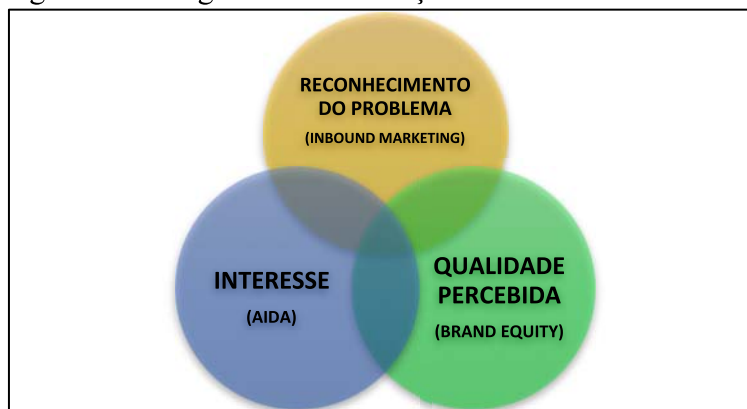 RECONHECIMENTO
DO PROBLEMA
(INBOUND MARKETING)
INTERESSE
(AIDA)
QUALIDADE
PERCEBIDA
(BRAND EQUITY)